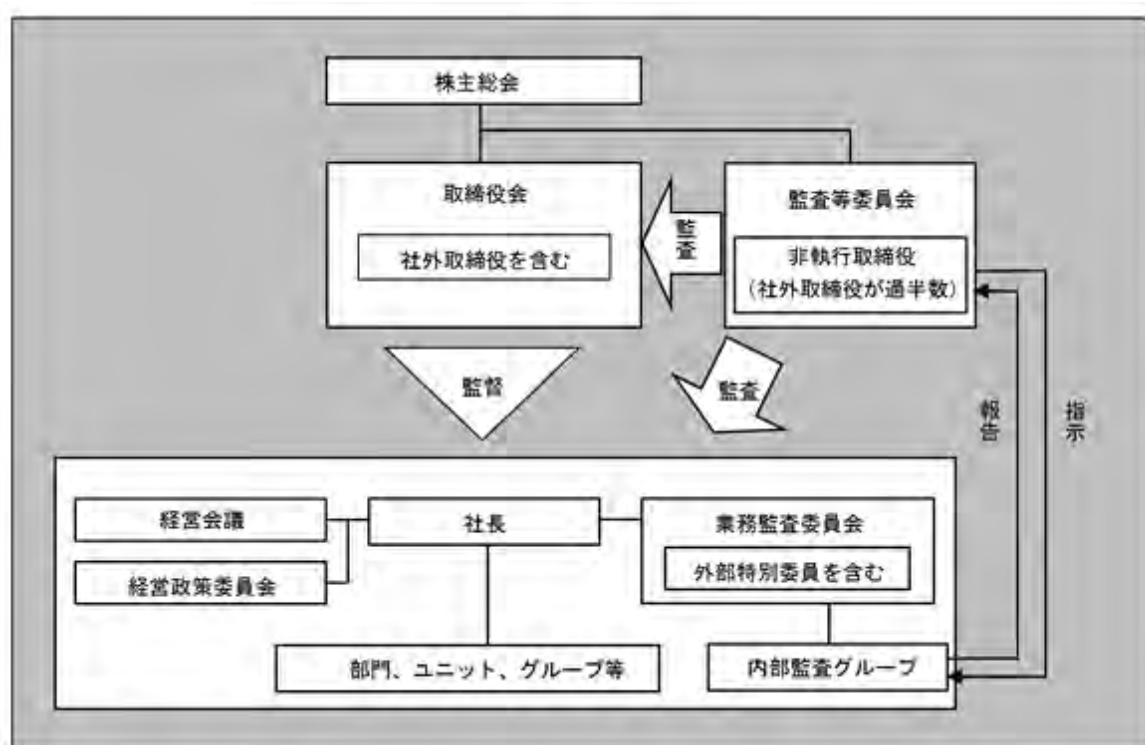 株主総会
取締役会
社外取締役を含む
監査
監査等委員会
非執行取締役
（社外取締役が過半数）
監督
監査
報告
指示
経営会議
社長
業務監査委員会
外部特別委員を含む
経営政策委員会
部門、ユニット、グループ等
内部監査グループ